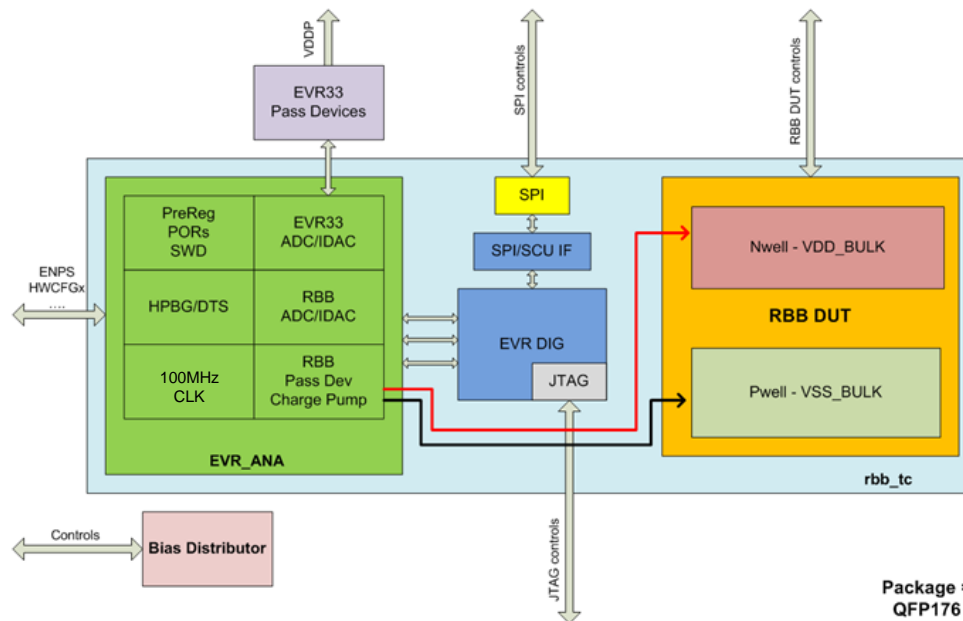 VDDP
SPI controls
RBB DUT controls
EVR33
Pass Devices
SPI
SPI/SCU IF
PreReg
PORs
SWD
EVR33
ADC/IDAC
HPBG/DTS
RBB
ADC/IDAC
100MHz
CLK
RBB
Pass Dev
Charge Pump
EVR_ANA
ENPS
HWCFGx
....
EVR DIG
JTAG
Nwell - VDD_BULK
RBB DUT
Pwell - VSS_BULK
rbb_tc
Controls
Bias Distributor
JTAG controls
Package =
QFP176